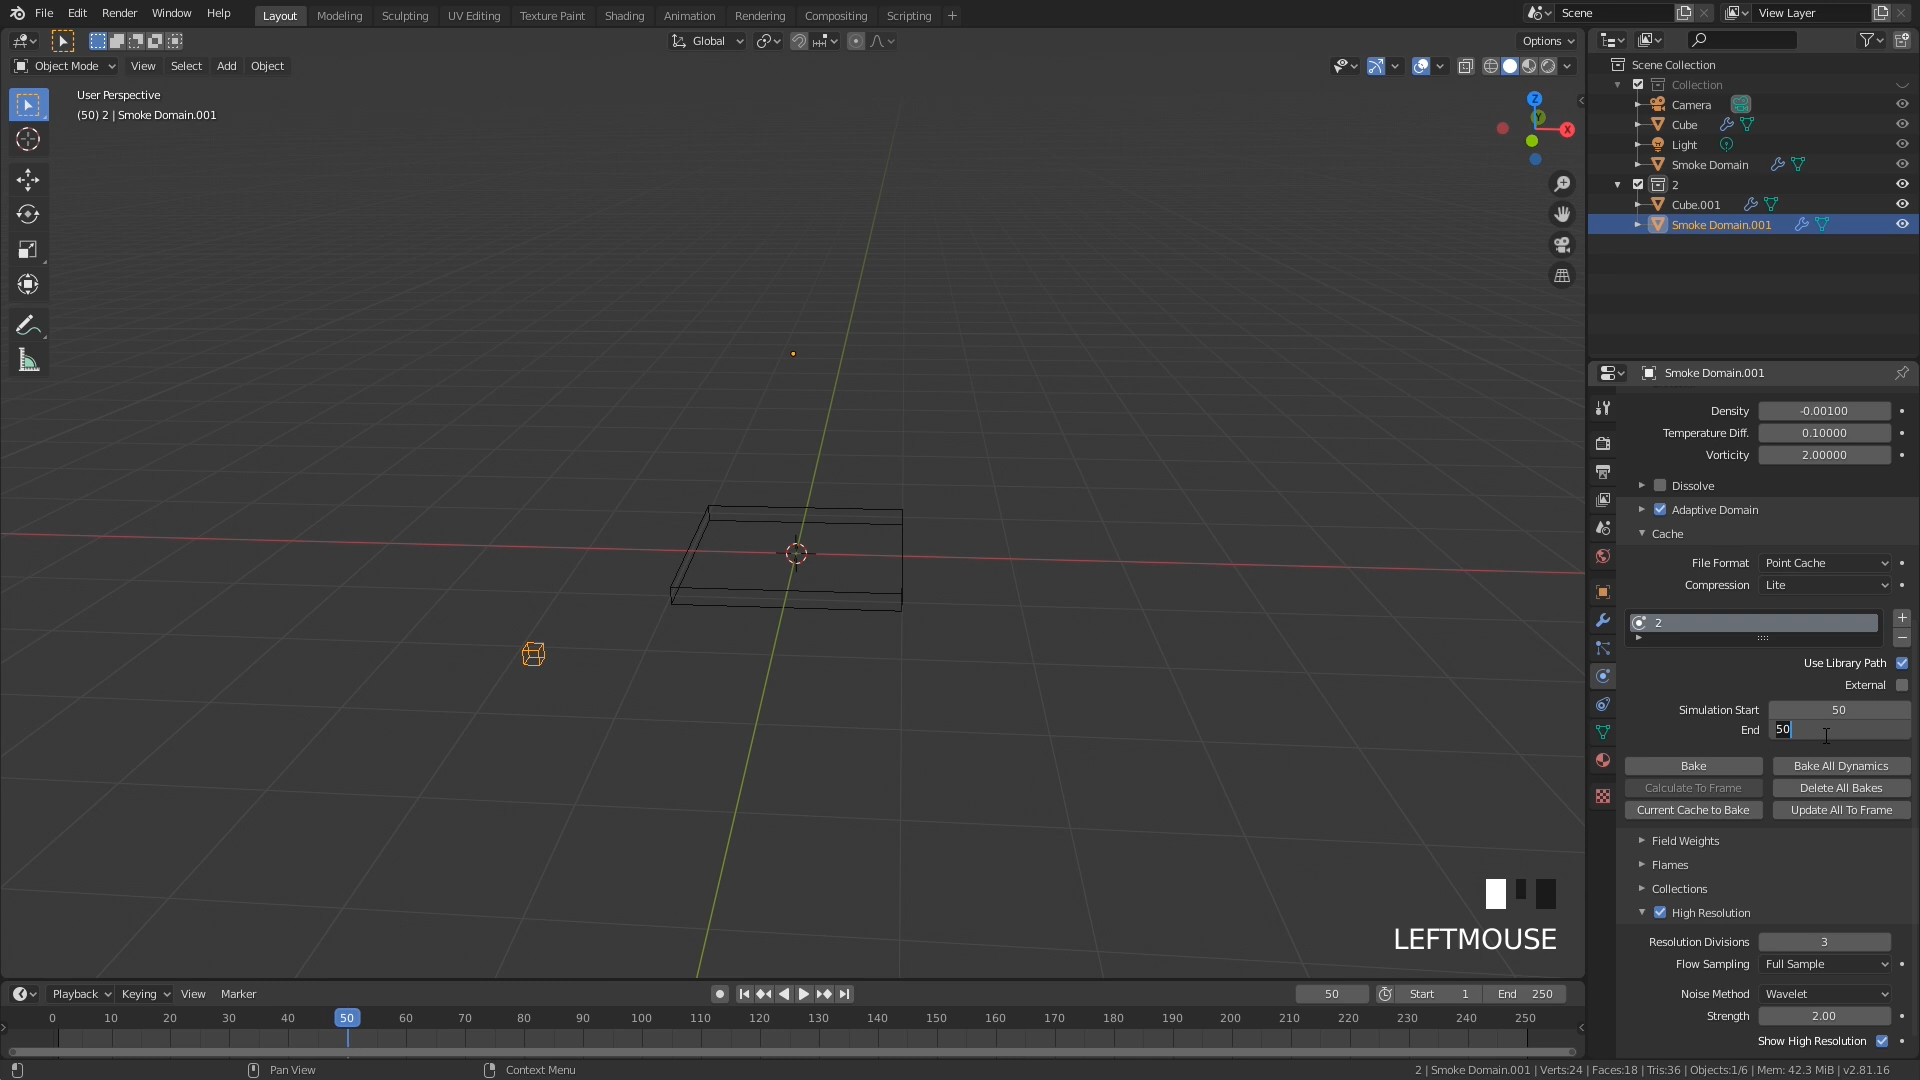 File Edit Render Window Help Layout Modeling Sculpting UV Editing Texture Paint Shading Animation Rendering Compositing Scripting + Scene View Layer
Global Options
Object Mode View Select Add Object
User Perspective
(50) 2 | Smoke Domain.001
Z
Y
X
Scene Collection
Collection
Camera
Cube
Light
Smoke Domain
2
Cube.001
Smoke Domain.001
Smoke Domain.001
Density -0.00100
Temperature Diff. 0.10000
Vorticity 2.00000
Dissolve
Adaptive Domain
Cache
File Format Point Cache
Compression Lite
2
Use Library Path
External
Simulation Start 50
End 50
Bake Bake All Dynamics
Calculate To Frame Delete All Bakes
Current Cache to Bake Update All To Frame
Field Weights
Flames
Collections
High Resolution
Resolution Divisions 3
Flow Sampling Full Sample
Noise Method Wavelet
Strength 2.00
Show High Resolution
LEFTMOUSE
Playback Keying View Marker 50 Start 1 End 250
0 10 20 30 40 50 60 70 80 90 100 110 120 130 140 150 160 170 180 190 200 210 220 230 240 250
Pan View Context Menu 2 | Smoke Domain.001 | Verts:24 | Faces:18 | Tris:36 | Objects:1/6 | Mem: 42.3 MiB | v2.81.16